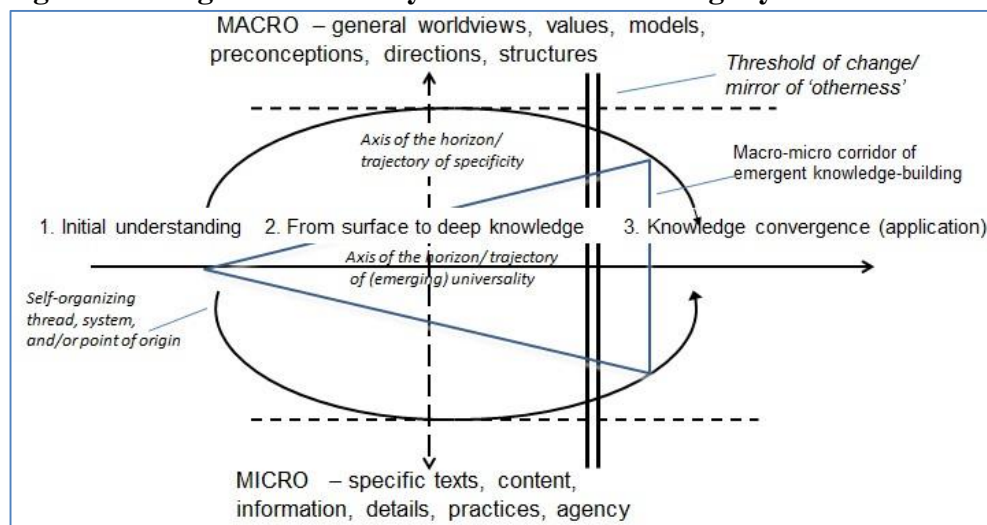 MACRO – general worldviews, values, models,
preconceptions, directions, structures
Threshold of change/
mirror of 'otherness'
Axis of the horizon/
trajectory of specificity
Macro-micro corridor of
emergent knowledge-building
1. Initial understanding
2. From surface to deep knowledge
3. Knowledge convergence (application)
Axis of the horizon/ trajectory
of (emerging) universality
Self-organizing
thread, system,
and/or point of origin
MICRO – specific texts, content,
information, details, practices, agency